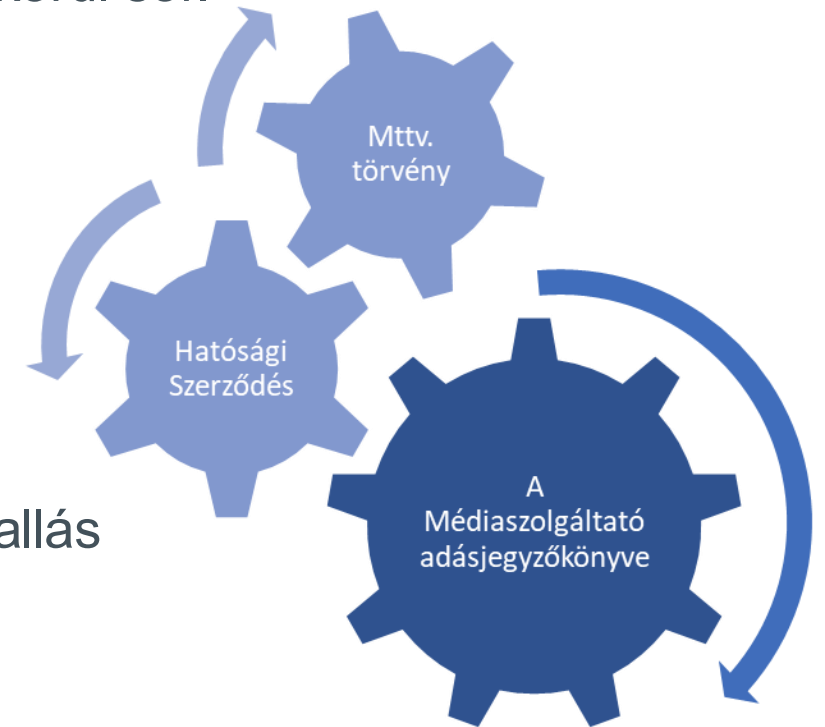 Mttv.
törvény
Hatósági
Szerződés
allás
A
Médiaszolgáltató
adásjegyzőkönyve